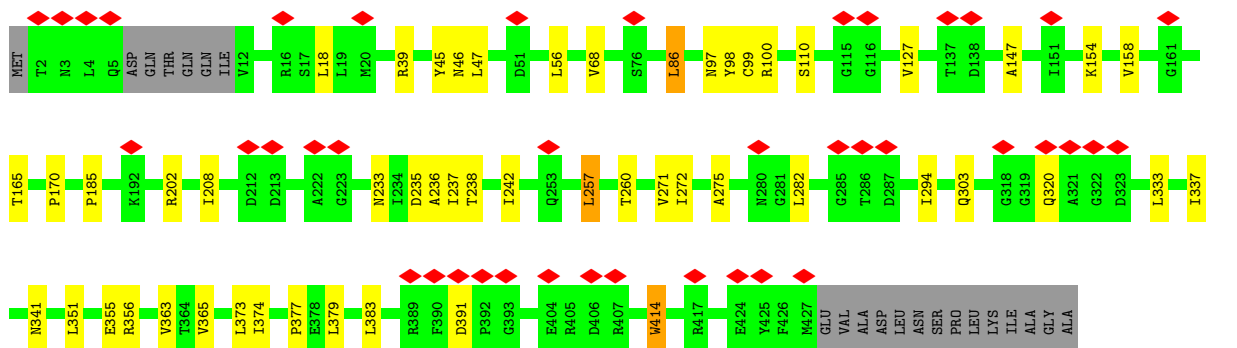 MET T2 N3 L4 Q5 ASP GLN THR GLN GLN ILE V12 R16 S17 L18 L19 M20 R39 Y45 N46 L47 D51 L56 V68 S76 L86 N97 Y98 C99 R100 S110 G115 G116 V127 T137 D138 A147 I151 K154 V158 G161
T165 P170 P185 K192 R202 I208 D212 D213 A222 G223 N233 I234 D235 A236 I237 T238 I242 Q253 L257 T260 V271 I272 A275 N280 G281 L282 G285 T286 D287 I294 Q303 G318 G319 Q320 A321 G322 D323 L333 I337
N341 L351 E355 R356 V363 T364 V365 L373 I374 P377 E378 L379 L383 R389 F390 D391 P392 G393 E404 R405 D406 R407 W414 R417 E424 Y425 F426 M427 GLU VAL ALA ASP LEU ASN SER PRO LEU LYS ILE ALA GLY ALA